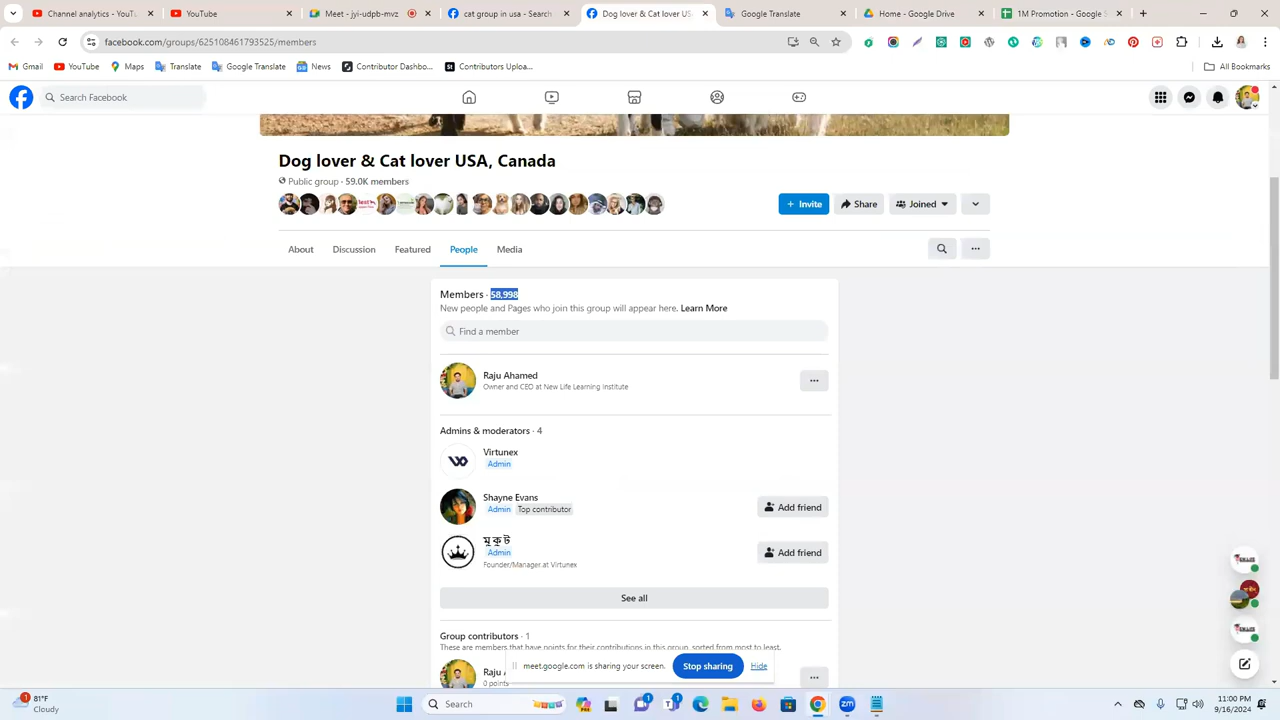 Channel analytics - YouTube
YouTube
Meet – jyi-udpb-mvz
cat group in USA - Search
Dog lover & Cat lover US
Google Translate
Home - Google Drive
1M Promotion - Google S
facebook.com/groups/625108461793525/members
Gmail YouTube Maps Translate Google Translate News Contributor Dashbo... Contributors Uploa... All Bookmarks
Search Facebook
Dog lover & Cat lover USA, Canada
Public group · 59.0K members
+ Invite Share Joined
About Discussion Featured People Media
Members · 58,998
New people and Pages who join this group will appear here. Learn More
Find a member
Raju Ahamed
Owner and CEO at New Life Learning Institute
Admins & moderators · 4
Virtunex
Admin
Shayne Evans
Admin Top contributor
Add friend
মুকুট
Admin
Founder/Manager at Virtunex
Add friend
See all
Group contributors · 1
These are members that have points for their contributions in this group, sorted from most to least.
Raju
0 points
meet.google.com is sharing your screen. Stop sharing Hide
81°F
Cloudy
Search
11:00 PM
9/16/2024